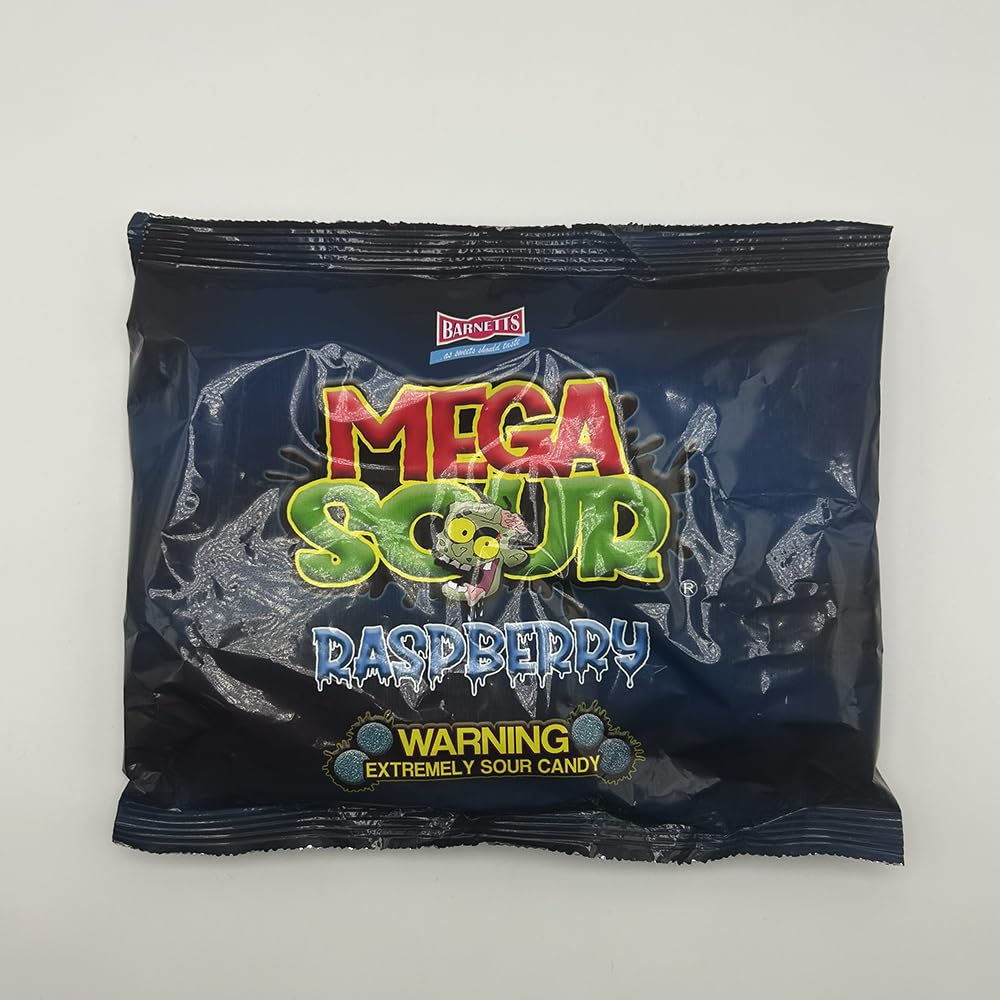 BARNETTS
as sweets should taste
MEGA
SOUR
®
RASPBERRY
WARNING
EXTREMELY SOUR CANDY